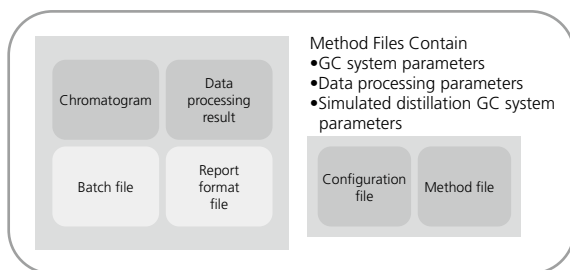 Chromatogram
Data
processing
result
Batch file
Report
format
file
Method Files Contain
•GC system parameters
•Data processing parameters
•Simulated distillation GC system
parameters
Configuration
file
Method file